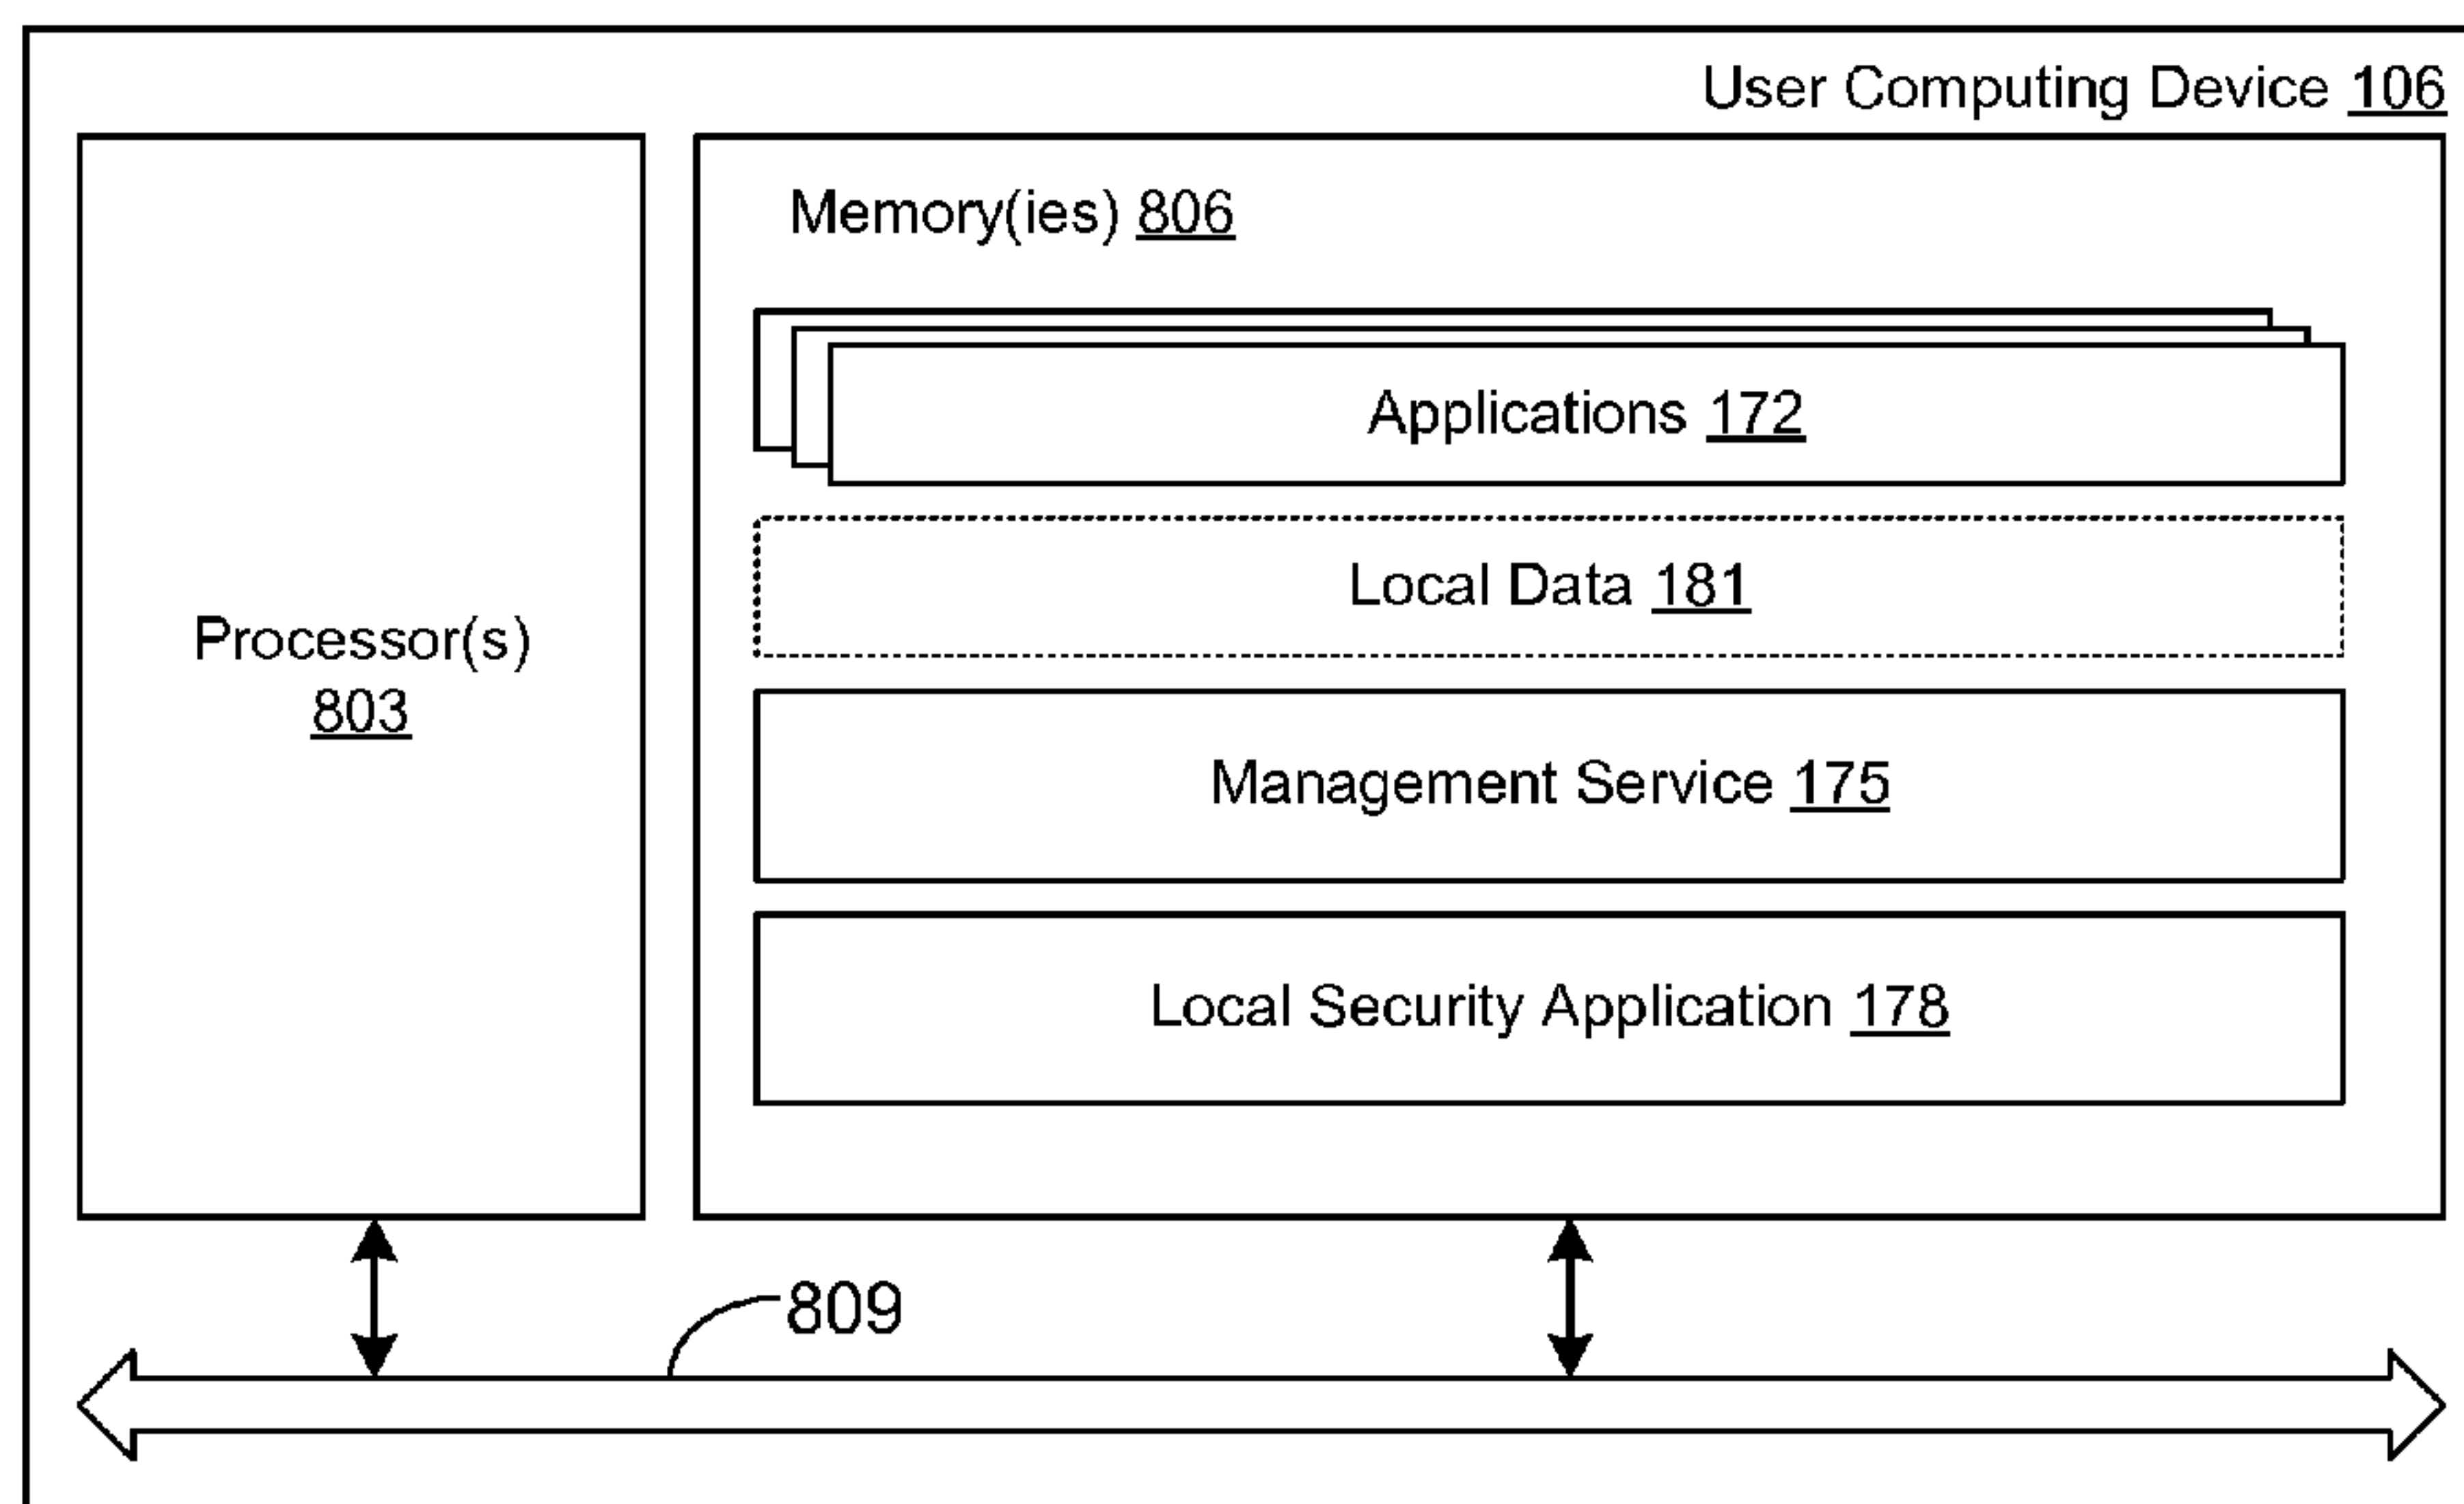 User Computing Device 106
Memory(ies) 806
Applications 172
Local Data 181
Processor(s)
803
Management Service 175
Local Security Application 178
809